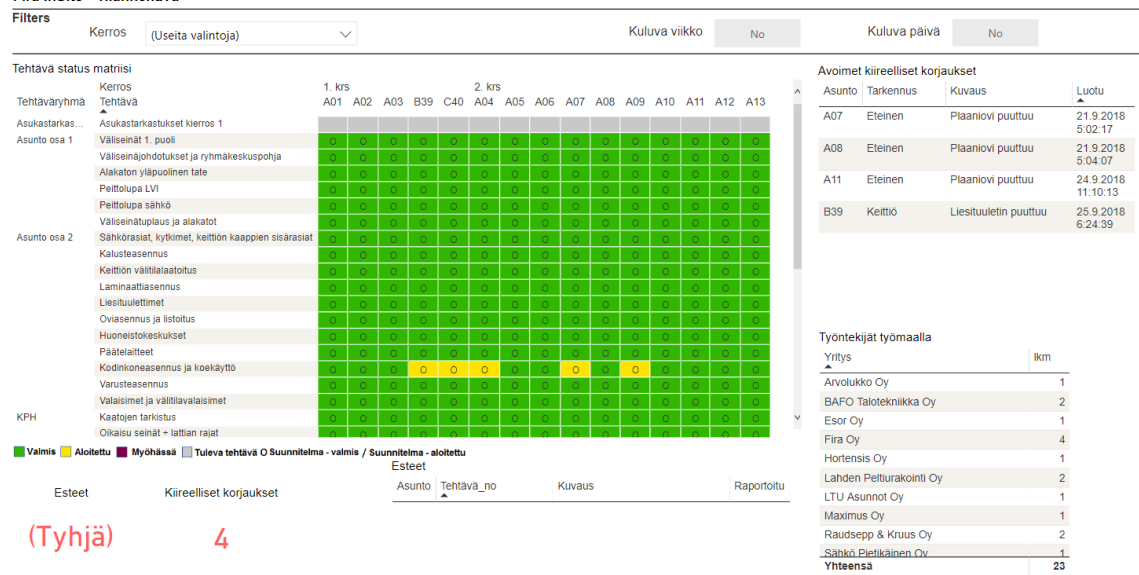 Filters
Kerros (Useita valintoja) Kuluva viikko No Kuluva päivä No
Tehtävä status matriisi
Kerros 1. krs 2. krs
Tehtäväryhmä Tehtävä A01 A02 A03 B39 C40 A04 A05 A06 A07 A08 A09 A10 A11 A12 A13
Asukastarkas... Asukastarkastukset kierros 1
Asunto osa 1 Väliseinät 1. puoli
Väliseinäjohdotukset ja ryhmäkeskuspohja
Alakaton yläpuolinen tate
Peittolupa LVI
Peittolupa sähkö
Väliseinätuplaus ja alakatot
Asunto osa 2 Sähkörasiat, kytkimet, keittiön kaappien sisärasiat
Kalusteasennus
Keittiön välitilalaatoitus
Laminaattiasennus
Liesituulettimet
Oviasennus ja listoitus
Huoneistokeskukset
Päätelaitteet
Kodinkoneasennus ja koekäyttö
Varusteasennus
Valaisimet ja välitilavalaisimet
KPH Kaatojen tarkistus
Oikaisu seinät + lattian rajat
Valmis Aloitettu Myöhässä Tuleva tehtävä O Suunnitelma - valmis / Suunnitelma - aloitettu
Esteet
Asunto Tehtävä_no Kuvaus Raportoitu
Esteet Kiireelliset korjaukset
(Tyhjä) 4
Avoimet kiireelliset korjaukset
Asunto Tarkennus Kuvaus Luotu
A07 Eteinen Plaaniovi puuttuu 21.9.2018
5:02:17
A08 Eteinen Plaaniovi puuttuu 21.9.2018
5:04:07
A11 Eteinen Plaaniovi puuttuu 24.9.2018
11:10:13
B39 Keittiö Liesituuletin puutuu 25.9.2018
6:24:39
Työntekijät työmaalla
Yritys lkm
Arvolukko Oy 1
BAFO Talotekniikka Oy 2
Esor Oy 1
Fira Oy 4
Hortensis Oy 1
Lahden Peltiurakointi Oy 2
LTU Asunnot Oy 1
Maximus Oy 1
Raudsepp & Kruus Oy 2
Sähkö Pietikäinen Oy 1
Yhteensä 23